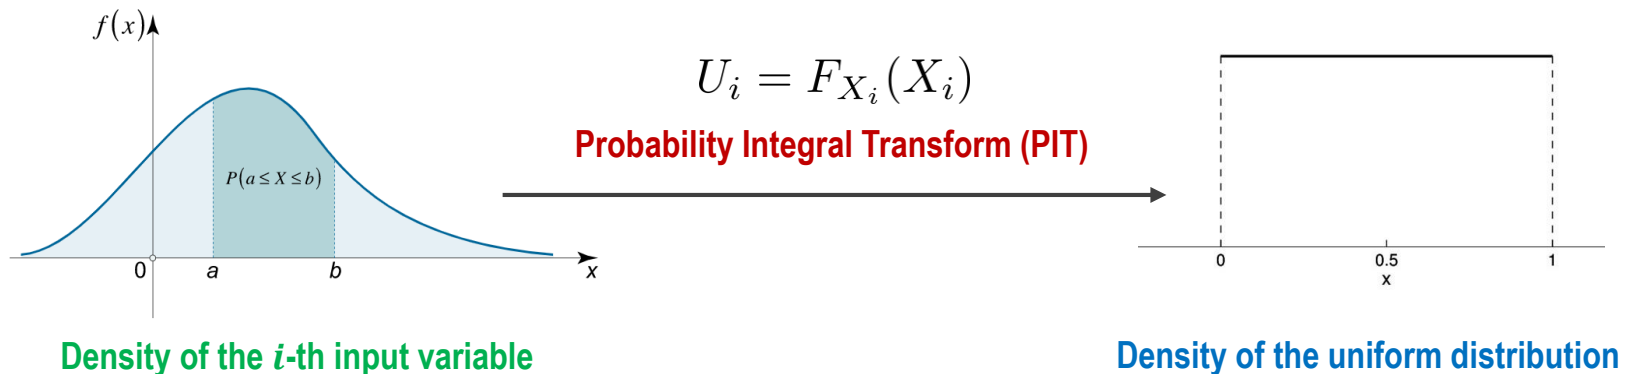 f(x)
P(a ≤ X ≤ b)
0 a b x
Density of the i-th input variable
U_i = F_{X_i}(X_i)
Probability Integral Transform (PIT)
0 0.5 1
x
Density of the uniform distribution